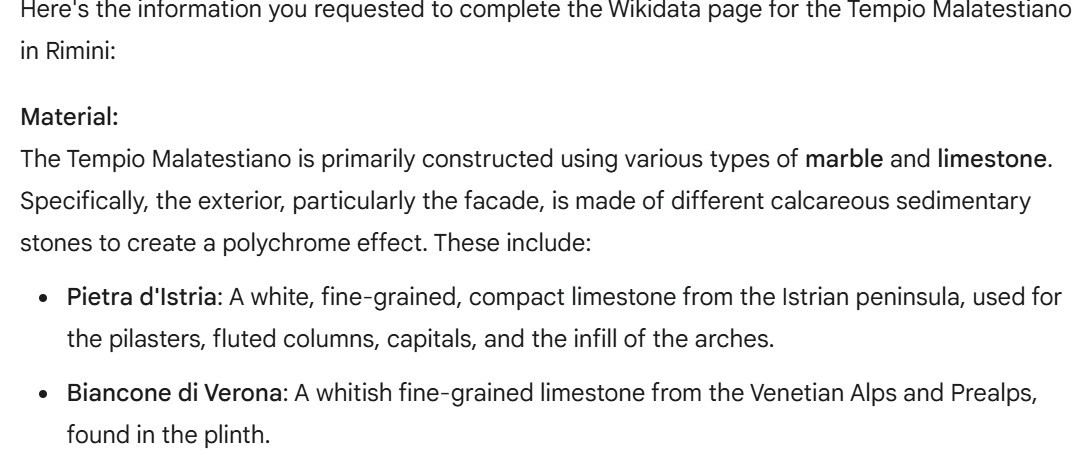 Here's the information you requested to complete the Wikidata page for the Tempio Malatestiano
in Rimini:
Material:
The Tempio Malatestiano is primarily constructed using various types of marble and limestone.
Specifically, the exterior, particularly the facade, is made of different calcareous sedimentary
stones to create a polychrome effect. These include:
• Pietra d'Istria: A white, fine-grained, compact limestone from the Istrian peninsula, used for
the pilasters, fluted columns, capitals, and the infill of the arches.
• Biancone di Verona: A whitish fine-grained limestone from the Venetian Alps and Prealps,
found in the plinth.